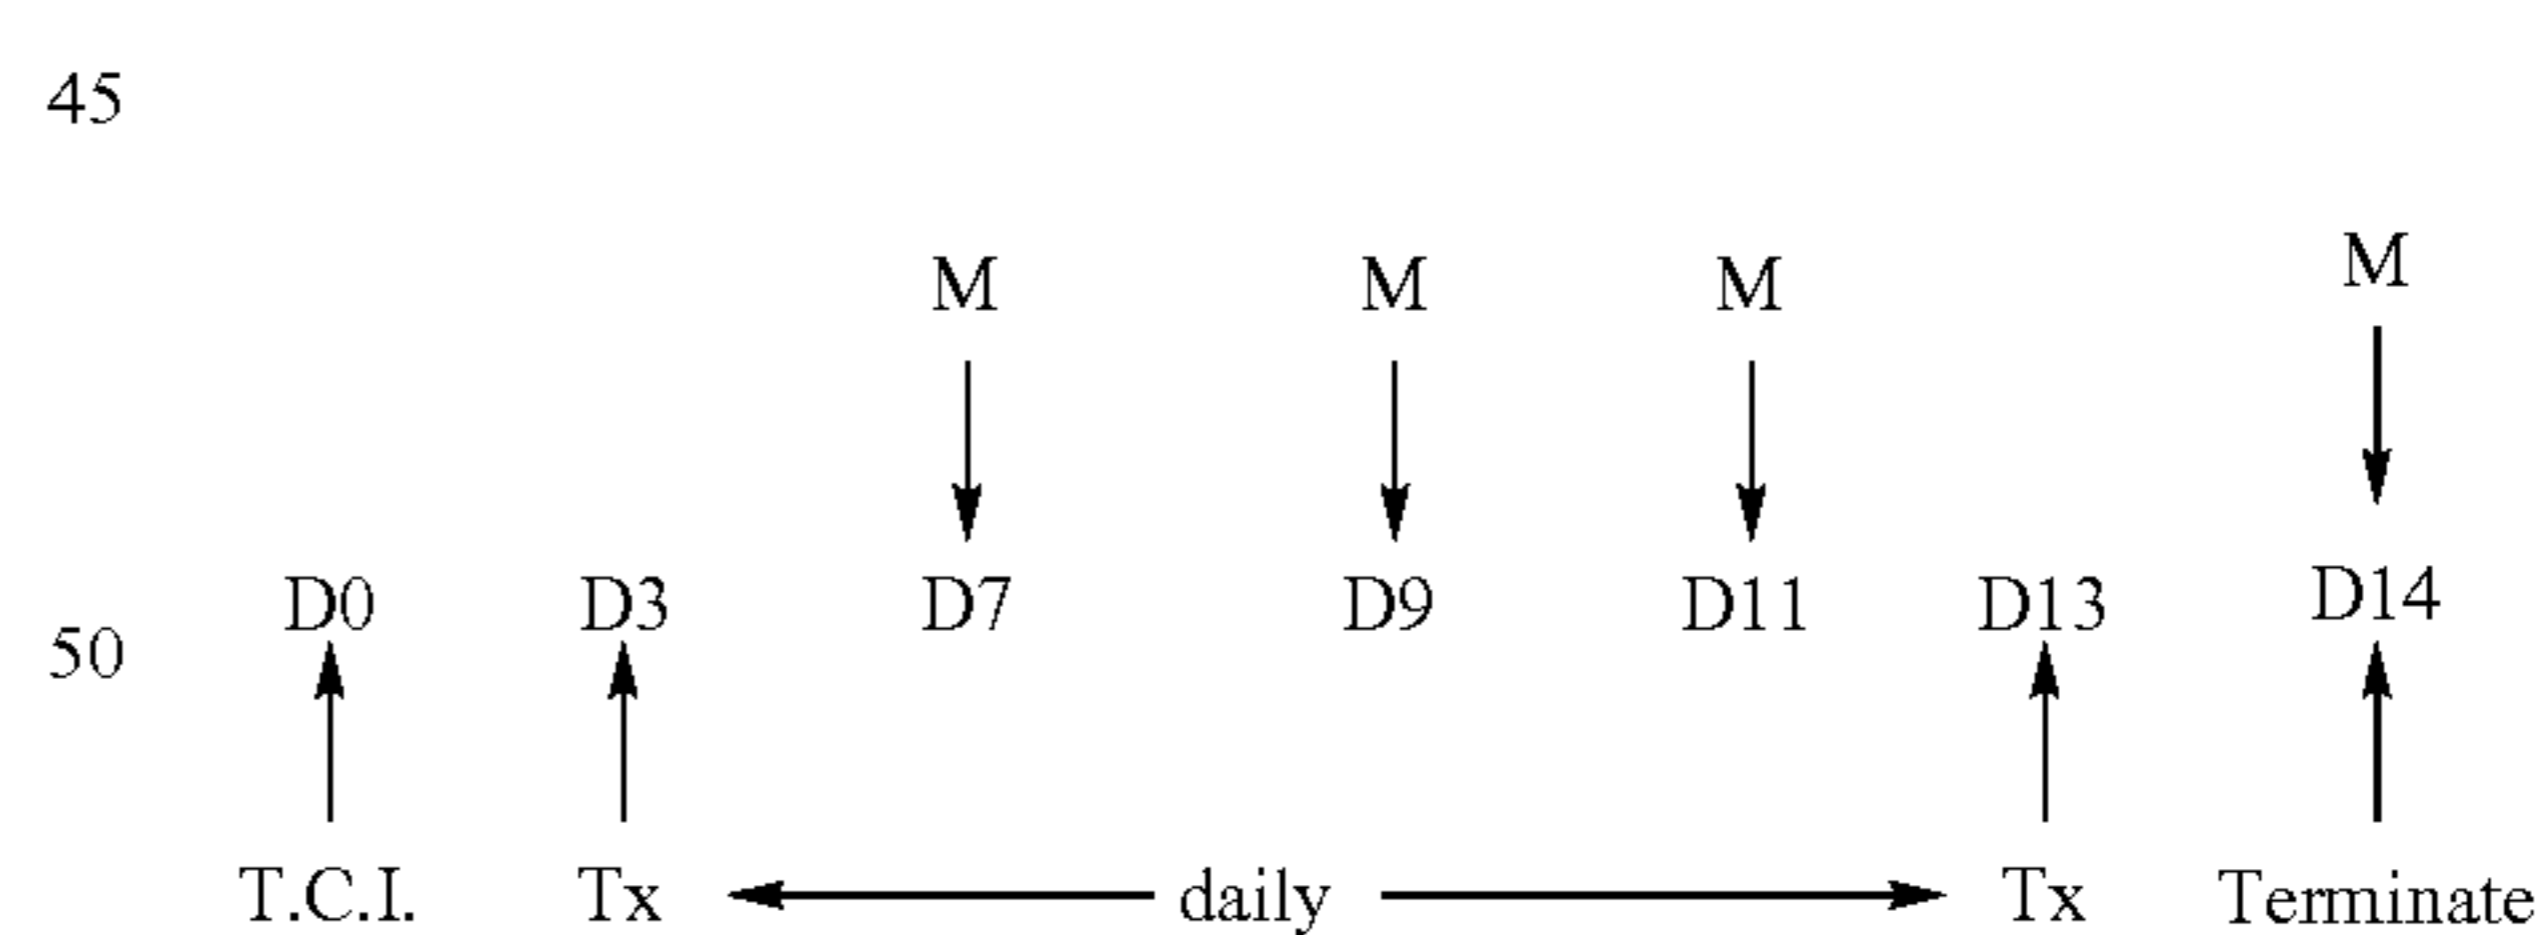 45
M M M M
D0 D3 D7 D9 D11 D13 D14
50
T.C.I. Tx daily Tx Terminate